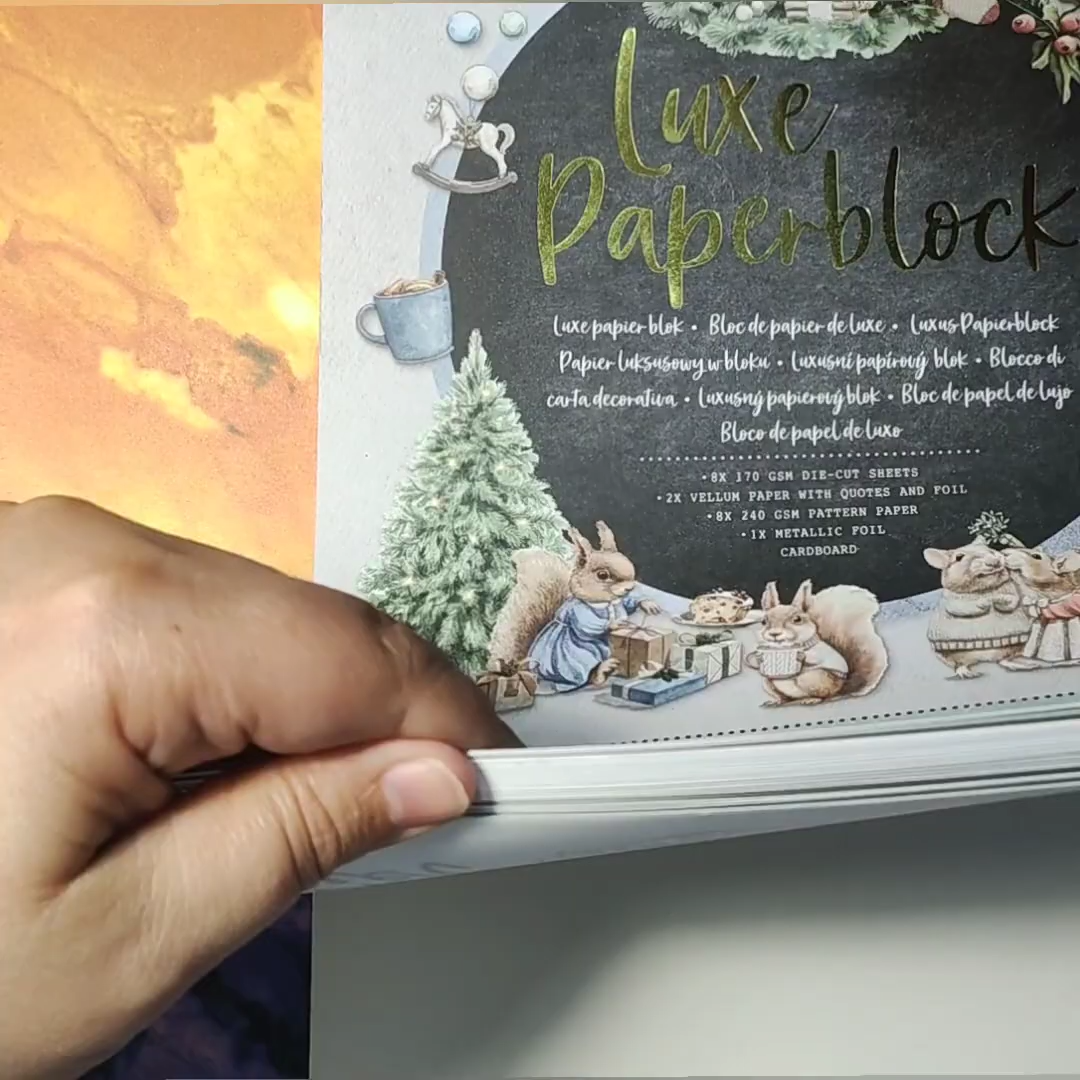 Luxe
Paperblock
Luxe papier blok • Bloc de papier de luxe • Luxus Papierblock
Papier luksusowy w bloku • Luxusní papírový blok • Blocco di
carta decorativa • Luxusný papierový blok • Bloc de papel de lujo
Bloco de papel de luxo
•8X 170 GSM DIE-CUT SHEETS
•2X VELLUM PAPER WITH QUOTES AND FOIL
•8X 240 GSM PATTERN PAPER
•1X METALLIC FOIL
CARDBOARD